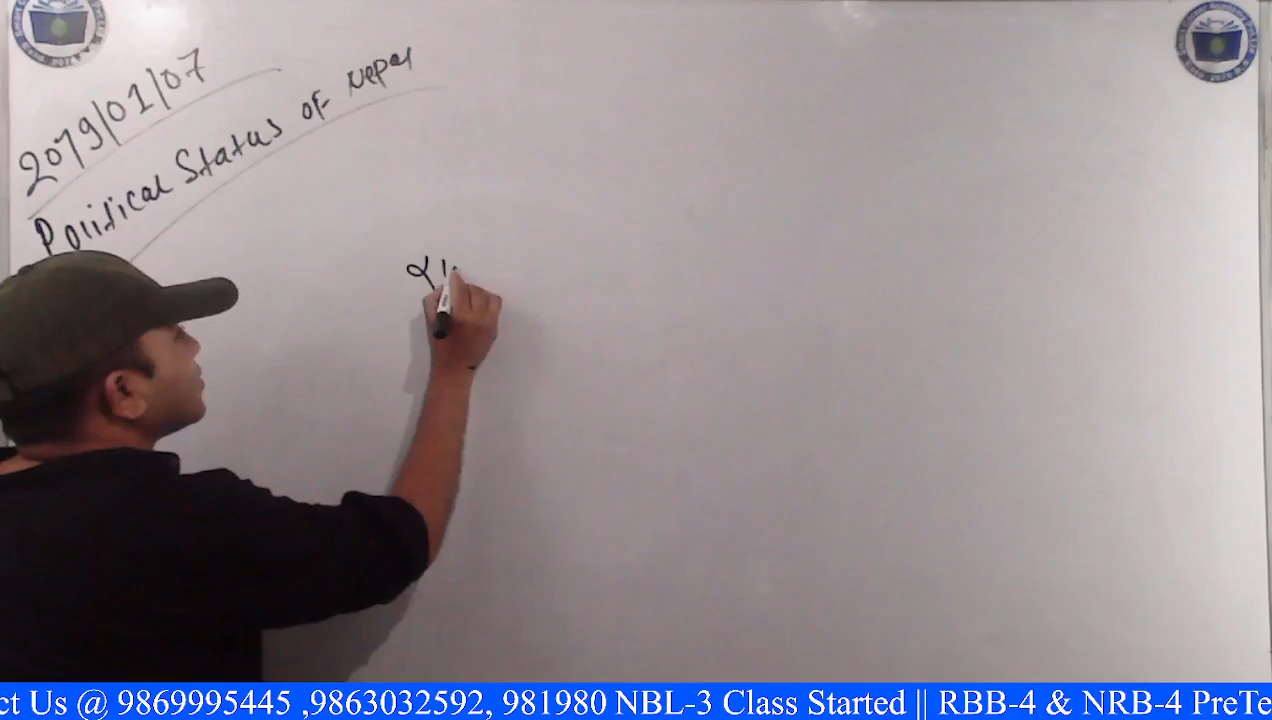 2079/01/07
Political Status of Nepal
ct Us @ 9869995445 ,9863032592, 981980 NBL-3 Class Started || RBB-4 & NRB-4 PreTe